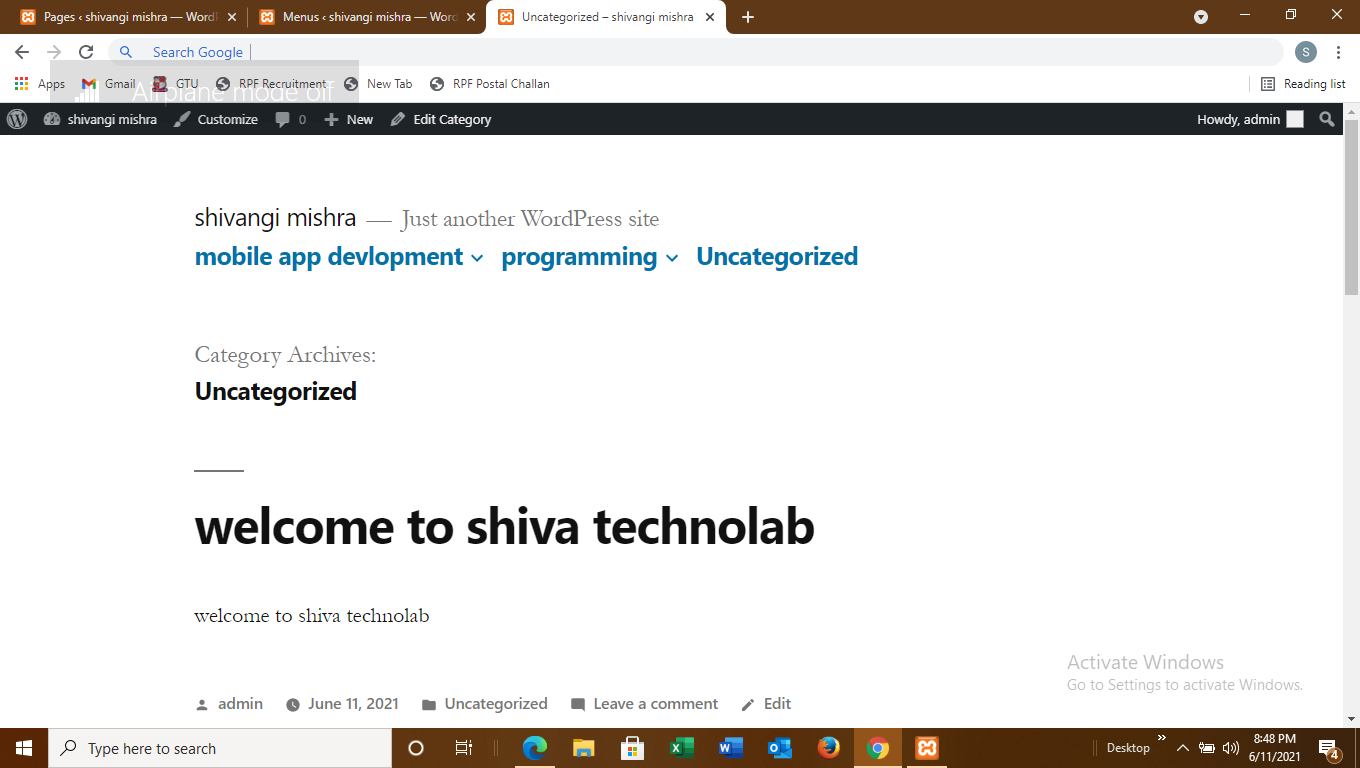 Pages ‹ shivangi mishra — WordP
Menus ‹ shivangi mishra — Word
Uncategorized – shivangi mishra
Search Google
S
Apps
Gmail
GTU
RPF Recruitment
New Tab
RPF Postal Challan
Reading list
Airplane mode off
shivangi mishra
Customize
0
New
Edit Category
Howdy, admin
shivangi mishra — Just another WordPress site
mobile app devlopment
programming
Uncategorized
Category Archives:
Uncategorized
welcome to shiva technolab
welcome to shiva technolab
Activate Windows
Go to Settings to activate Windows.
admin
June 11, 2021
Uncategorized
Leave a comment
Edit
Type here to search
Desktop
8:48 PM
6/11/2021
4